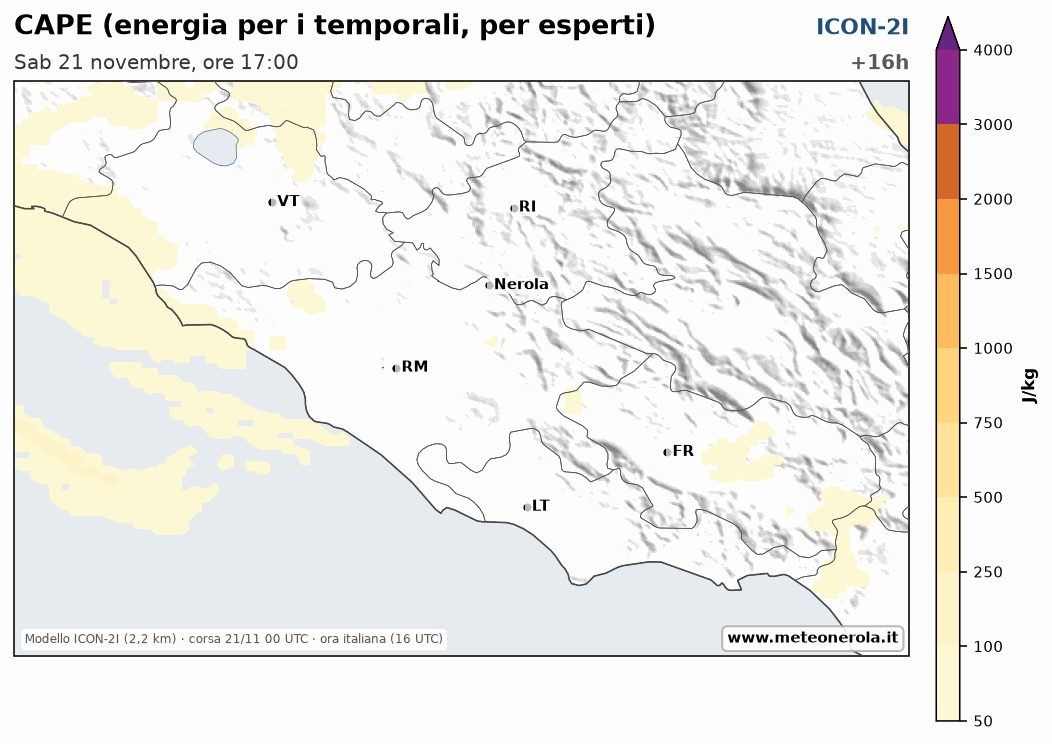 CAPE (energia per i temporali, per esperti)
ICON-2I
Sab 21 novembre, ore 17:00
+16h
VT
RI
Nerola
RM
FR
LT
Modello ICON-2I (2,2 km) · corsa 21/11 00 UTC · ora italiana (16 UTC)
www.meteonerola.it
4000
3000
2000
1500
1000
750
500
250
100
50
J/kg